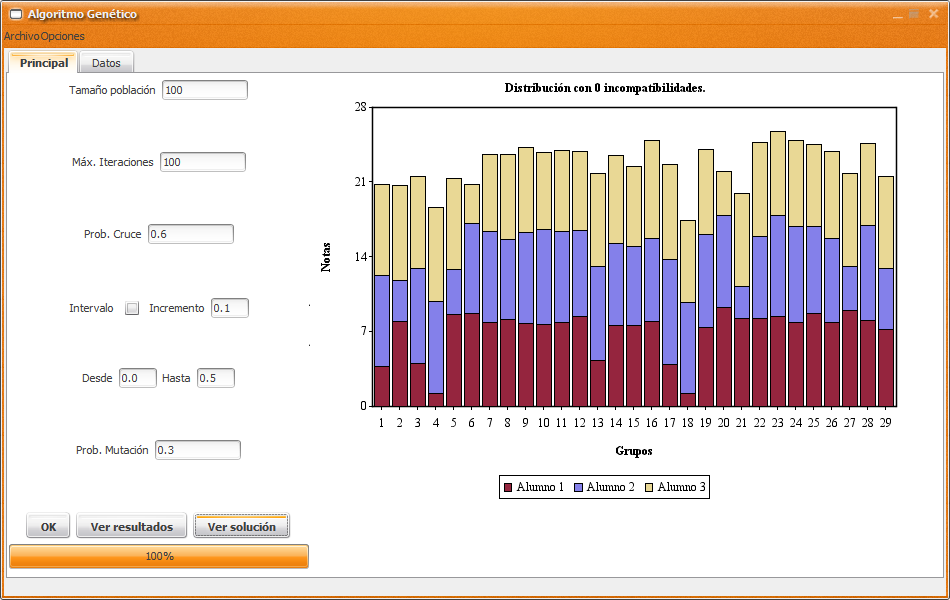 Algoritmo Genético
Archivo Opciones
Principal Datos
Tamaño población 100
Máx. Iteraciones 100
Prob. Cruce 0.6
Intervalo Incremento 0.1
Desde 0.0 Hasta 0.5
Prob. Mutación 0.3
OK Ver resultados Ver solución
100%
Distribución con 0 incompatibilidades.
28
21
14
7
0
Notas
1 2 3 4 5 6 7 8 9 10 11 12 13 14 15 16 17 18 19 20 21 22 23 24 25 26 27 28 29
Grupos
Alumno 1 Alumno 2 Alumno 3